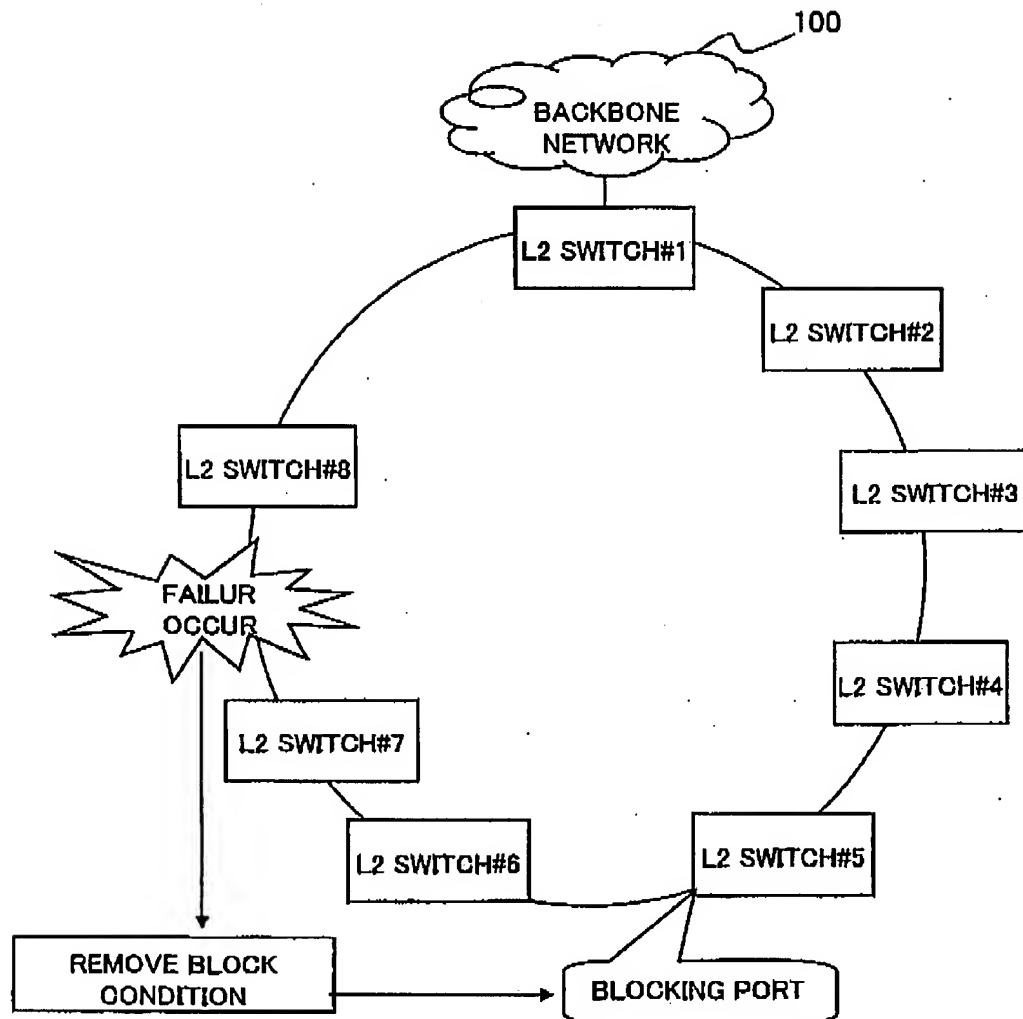 100
BACKBONE
NETWORK
L2 SWITCH#1
L2 SWITCH#2
L2 SWITCH#8
L2 SWITCH#3
FAILUR
OCCUR
L2 SWITCH#4
L2 SWITCH#7
L2 SWITCH#6
L2 SWITCH#5
REMOVE BLOCK
CONDITION
BLOCKING PORT